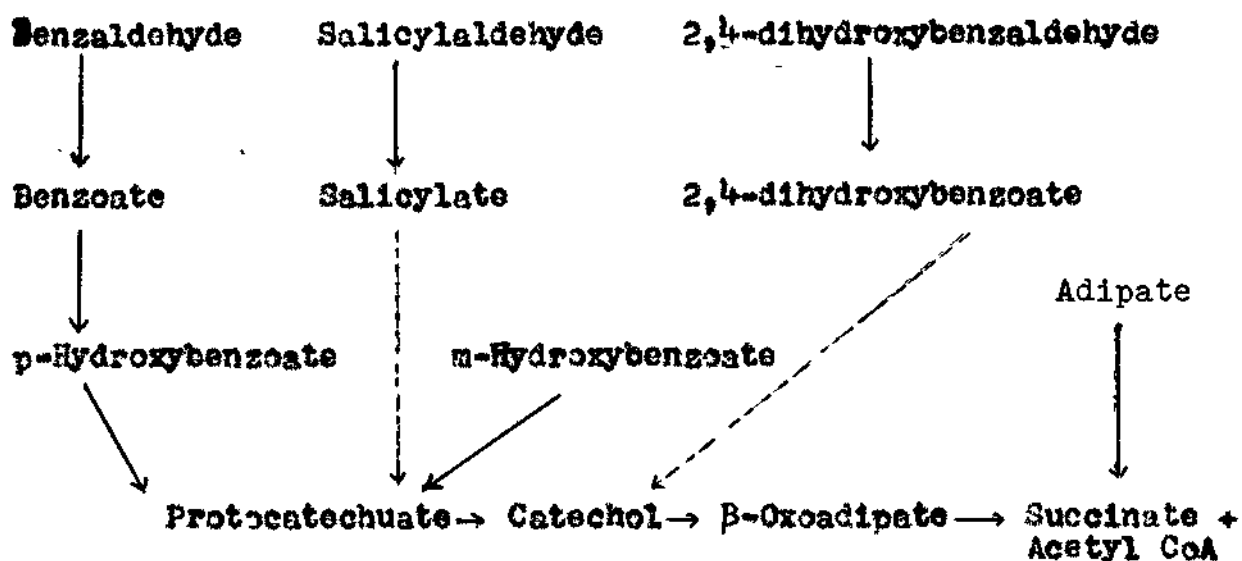 Benzaldehyde Salicylaldehyde 2,4-dihydroxybenzaldehyde
Benzoate Salicylate 2,4-dihydroxybenzoate
Adipate
p-Hydroxybenzoate m-Hydroxybenzoate
Protocatechuate → Catechol → β-Oxoadipate → Succinate +
Acetyl CoA